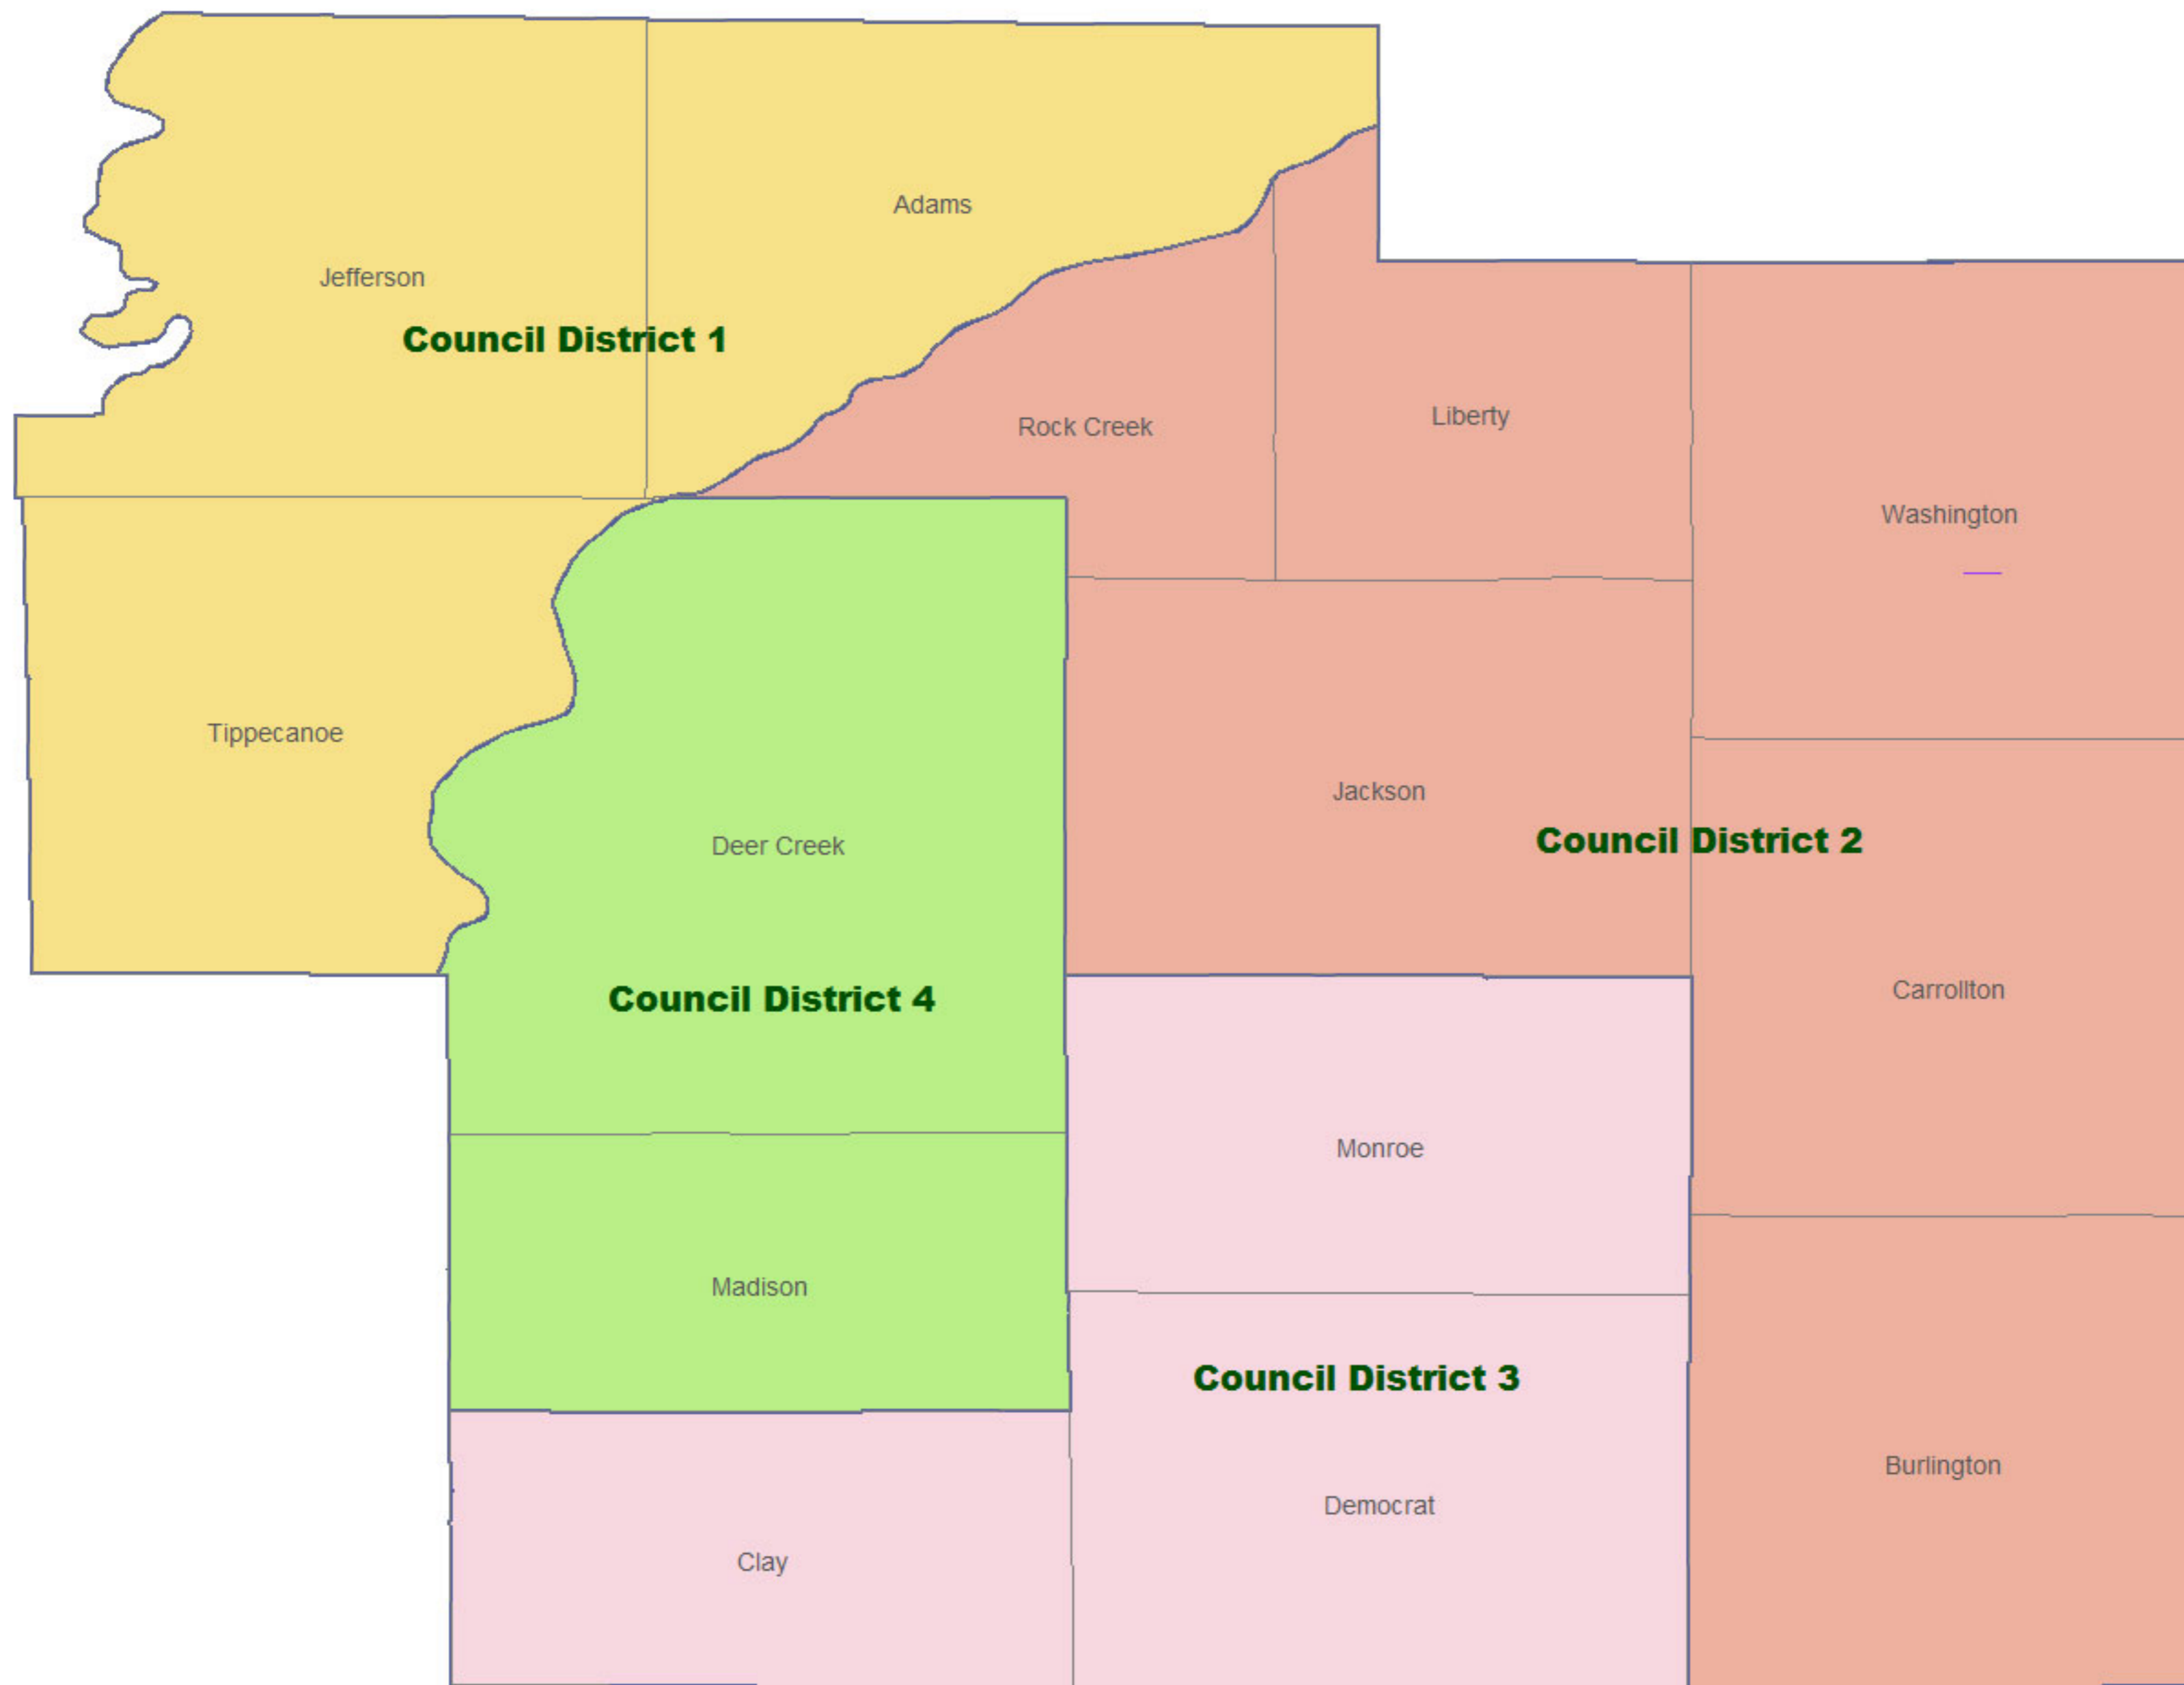 Adams
Jefferson
Council District 1
Rock Creek
Liberty
Washington
Tippecanoe
Jackson
Deer Creek
Council District 2
Carrollton
Council District 4
Monroe
Madison
Council District 3
Burlington
Democrat
Clay